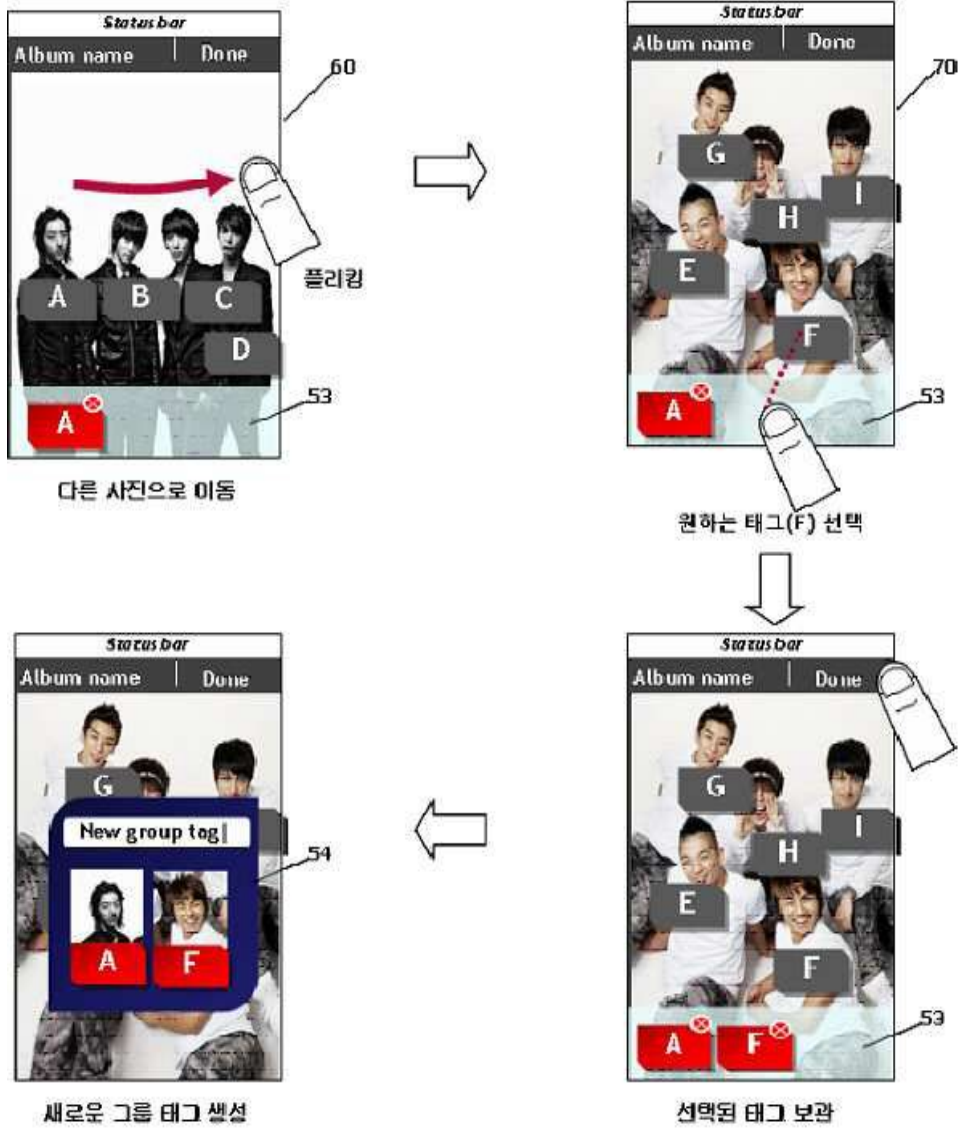 Status bar
Album name Done
60
플리킹
A
B
C
D
53
A
다른 사진으로 이동
Status bar
Album name Done
70
G
I
H
E
F
53
A
원하는 태그(F) 선택
Status bar
Album name Done
G
New group tag
54
A
F
새로운 그룹 태그 생성
Status bar
Album name Done
G
I
H
E
F
53
A
F
선택된 태그 보관